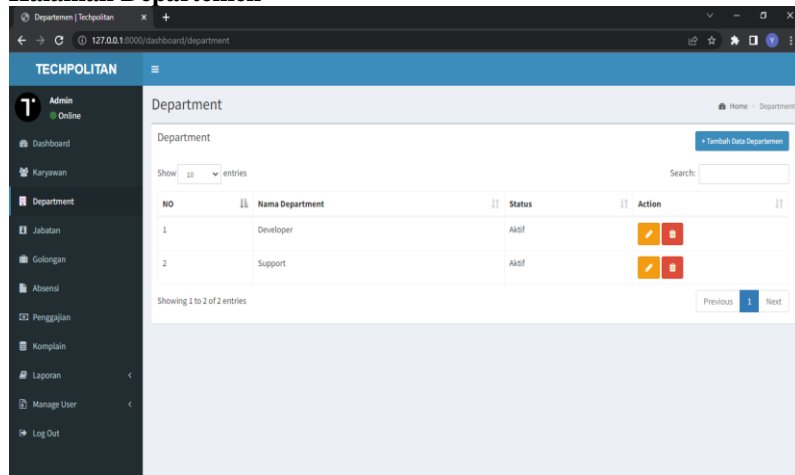 Halaman Departemen
Departemen | Techpolitan
127.0.0.1:8000/dashboard/department
Y
TECHPOLITAN
T
Admin
Online
Dashboard
Karyawan
Department
Jabatan
Golongan
Absensi
Penggajian
Komplain
Laporan
Manage User
Log Out
Department
Home - Department
Department
+ Tambah Data Departemen
Show 10 entries
Search:
NO Nama Department Status Action
1 Developer Aktif
2 Support Aktif
Showing 1 to 2 of 2 entries
Previous 1 Next